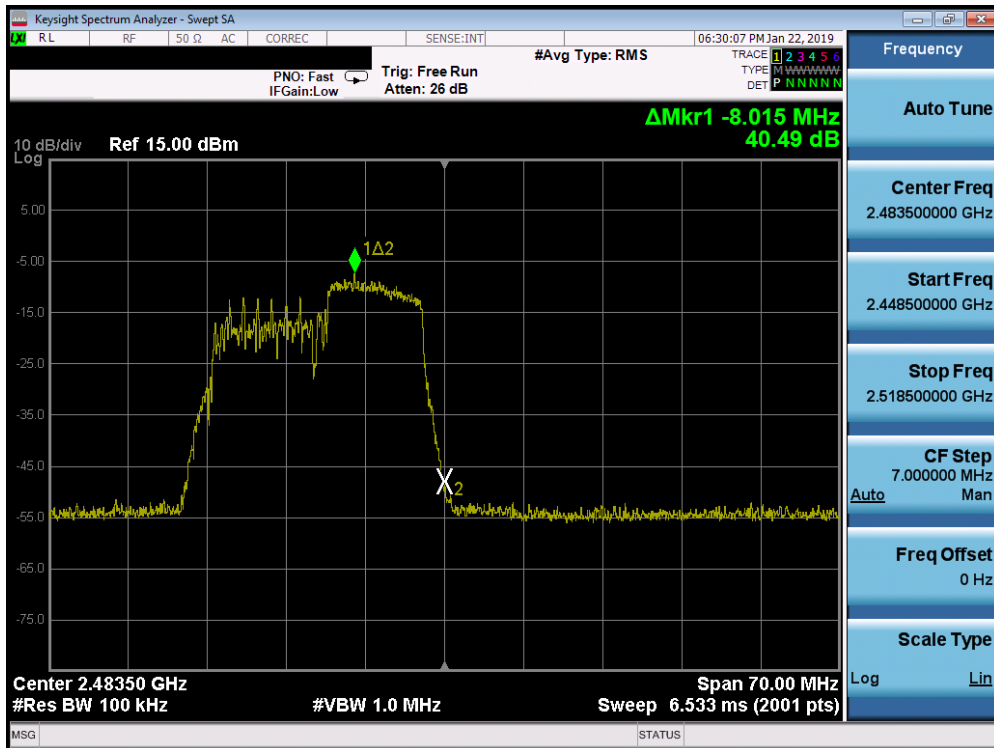 Keysight Spectrum Analyzer - Swept SA
LXI RL RF 50 Ω AC CORREC SENSE:INT 06:30:07 PM Jan 22, 2019
Frequency
PNO: Fast
IFGain:Low
Trig: Free Run
Atten: 26 dB
#Avg Type: RMS
TRACE 1 2 3 4 5 6
TYPE M WWWWW
DET P N N N N N
Auto Tune
ΔMkr1 -8.015 MHz
40.49 dB
10 dB/div Ref 15.00 dBm
Log
5.00
-5.00
-15.0
-25.0
-35.0
-45.0
-55.0
-65.0
-75.0
1Δ2
2
Center Freq
2.483500000 GHz
Start Freq
2.448500000 GHz
Stop Freq
2.518500000 GHz
CF Step
7.000000 MHz
Auto Man
Freq Offset
0 Hz
Scale Type
Log Lin
Center 2.48350 GHz Span 70.00 MHz
#Res BW 100 kHz #VBW 1.0 MHz Sweep 6.533 ms (2001 pts)
MSG STATUS